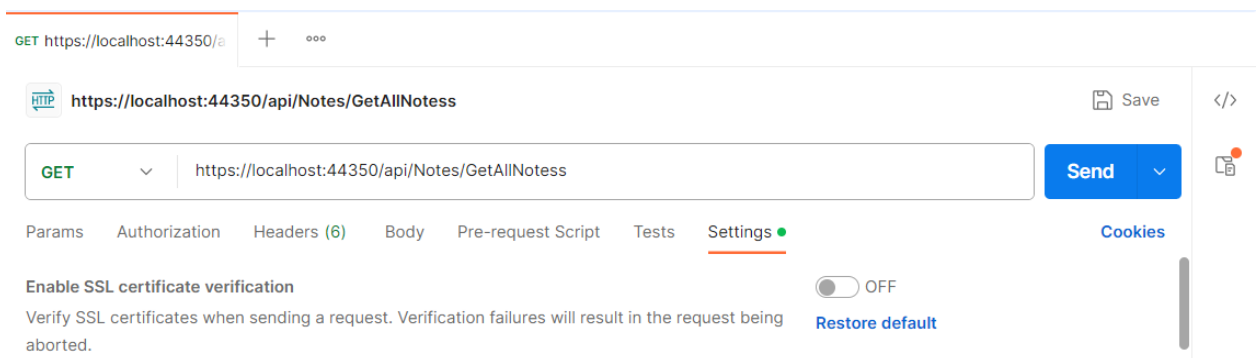 GET https://localhost:44350/a
HTTP https://localhost:44350/api/Notes/GetAllNotess
Save
</>
GET https://localhost:44350/api/Notes/GetAllNotess
Send
Params Authorization Headers (6) Body Pre-request Script Tests Settings Cookies
Enable SSL certificate verification
OFF
Verify SSL certificates when sending a request. Verification failures will result in the request being
Restore default
aborted.